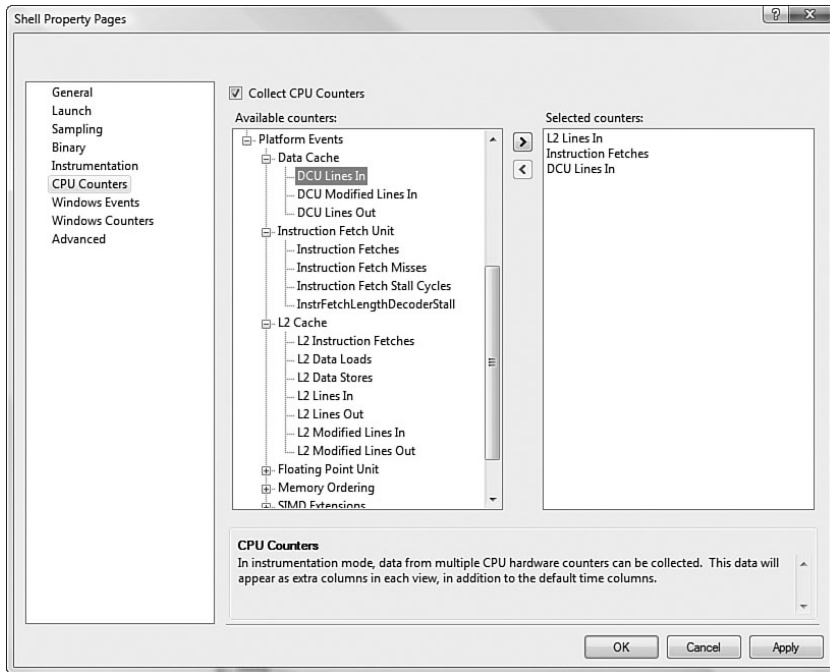 Shell Property Pages
General
Launch
Sampling
Binary
Instrumentation
CPU Counters
Windows Events
Windows Counters
Advanced
Collect CPU Counters
Available counters:
Platform Events
Data Cache
DCU Lines In
DCU Modified Lines In
DCU Lines Out
Instruction Fetch Unit
Instruction Fetches
Instruction Fetch Misses
Instruction Fetch Stall Cycles
InstrFetchLengthDecoderStall
L2 Cache
L2 Instruction Fetches
L2 Data Loads
L2 Data Stores
L2 Lines In
L2 Lines Out
L2 Modified Lines In
L2 Modified Lines Out
Floating Point Unit
Memory Ordering
SIMD Extensions
Selected counters:
L2 Lines In
Instruction Fetches
DCU Lines In
CPU Counters
In instrumentation mode, data from multiple CPU hardware counters can be collected. This data will
appear as extra columns in each view, in addition to the default time columns.
OK
Cancel
Apply